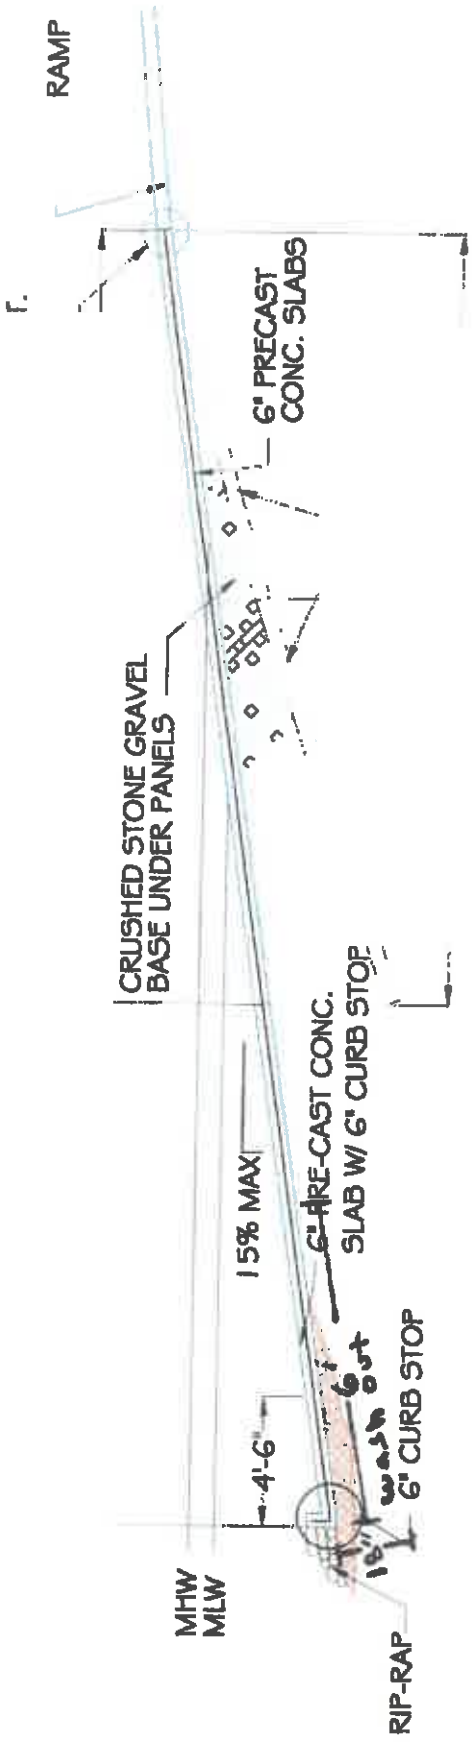 RAMP
6" PRECAST
CONC. SLABS
CRUSHED STONE GRAVEL
BASE UNDER PANELS
15% MAX
6" PRE-CAST CONC.
SLAB W/ 6" CURB STOP
4'-6"
6'
wash out
6" CURB STOP
18"
MHW
MLW
RIP-RAP